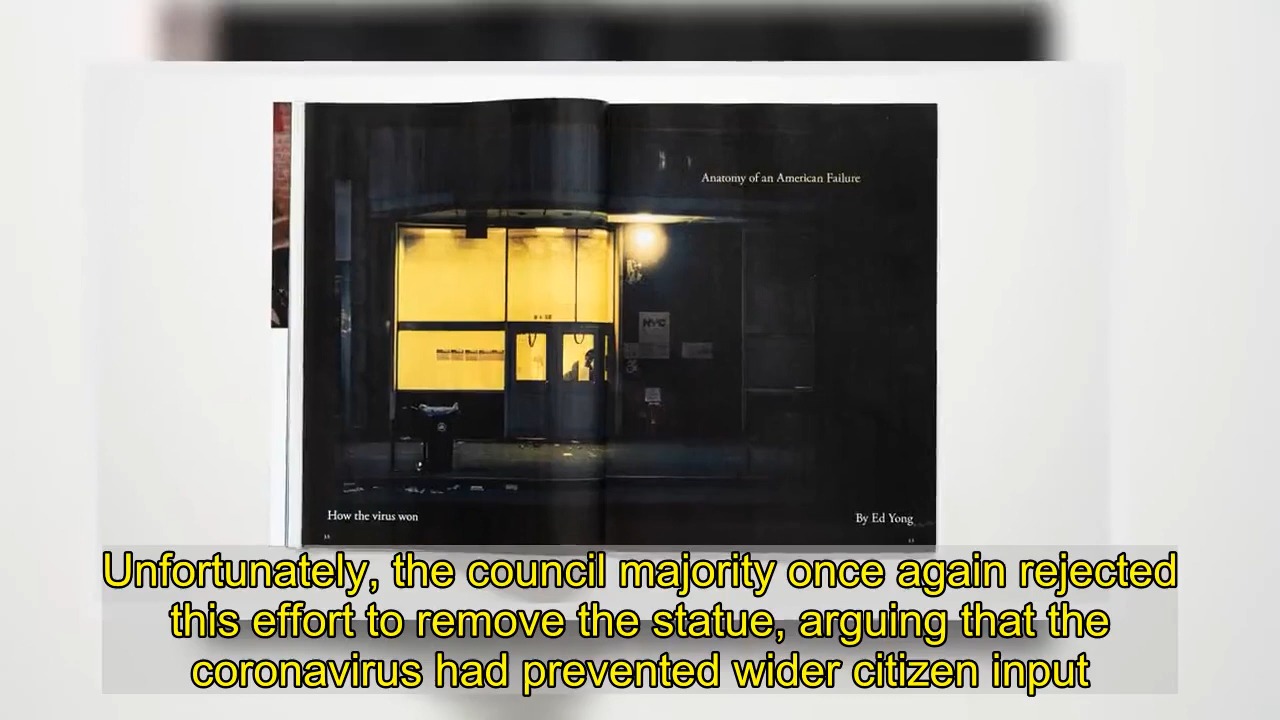 Anatomy of an American Failure
NYC
How the virus won
By Ed Yong
Unfortunately, the council majority once again rejected
this effort to remove the statue, arguing that the
coronavirus had prevented wider citizen input